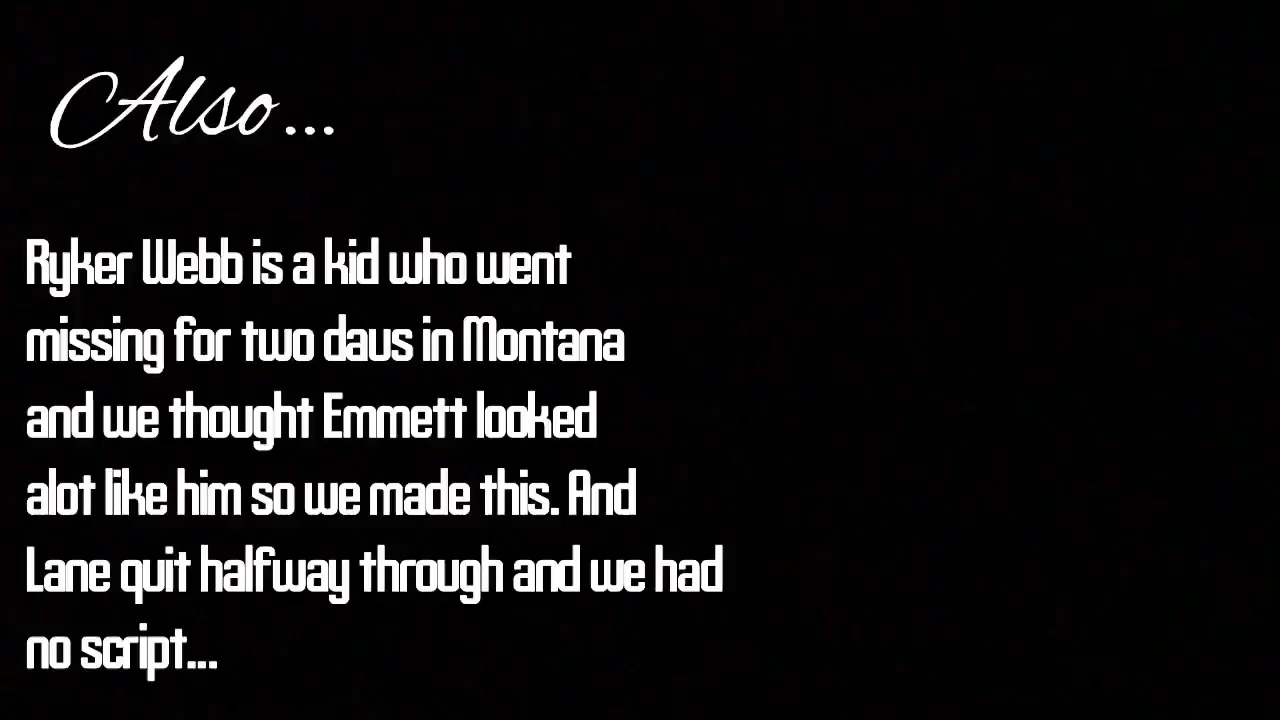 Also...
Ryker Webb is a kid who went
missing for two daus in Montana
and we thought Emmett looked
alot like him so we made this. And
Lane quit halfway through and we had
no script...